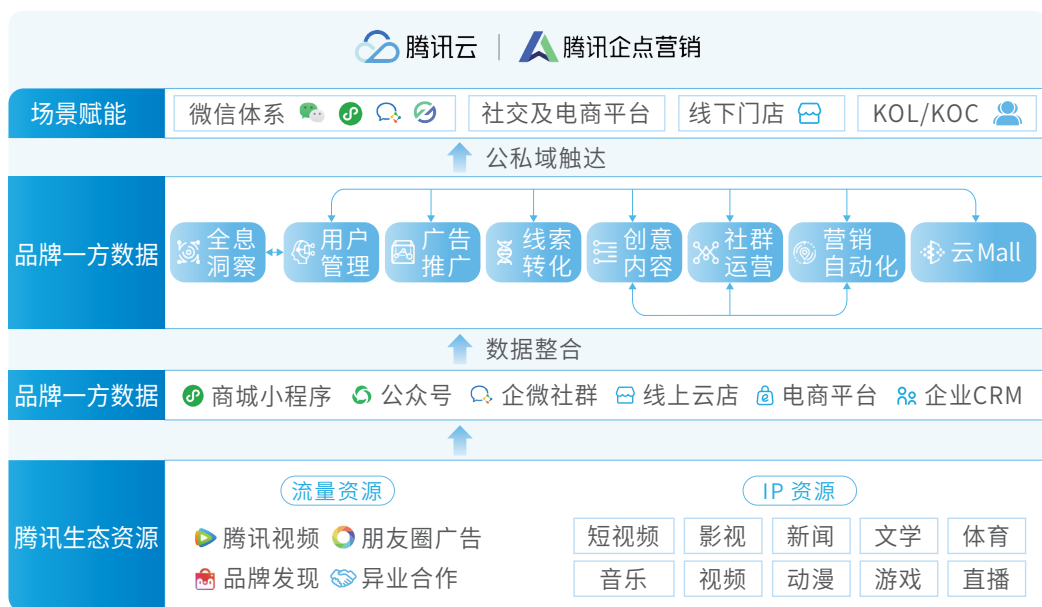 腾讯云 | 腾讯企点营销
场景赋能 微信体系 社交及电商平台 线下门店 KOL/KOC
公私域触达
品牌一方数据
全息 用户 广告 线索 创意 社群 营销 云Mall
洞察 管理 推广 转化 内容 运营 自动化
数据整合
品牌一方数据 商城小程序 公众号 企微社群 线上云店 电商平台 企业CRM
腾讯生态资源
流量资源 IP 资源
腾讯视频 朋友圈广告 短视频 影视 新闻 文学 体育
品牌发现 异业合作 音乐 视频 动漫 游戏 直播